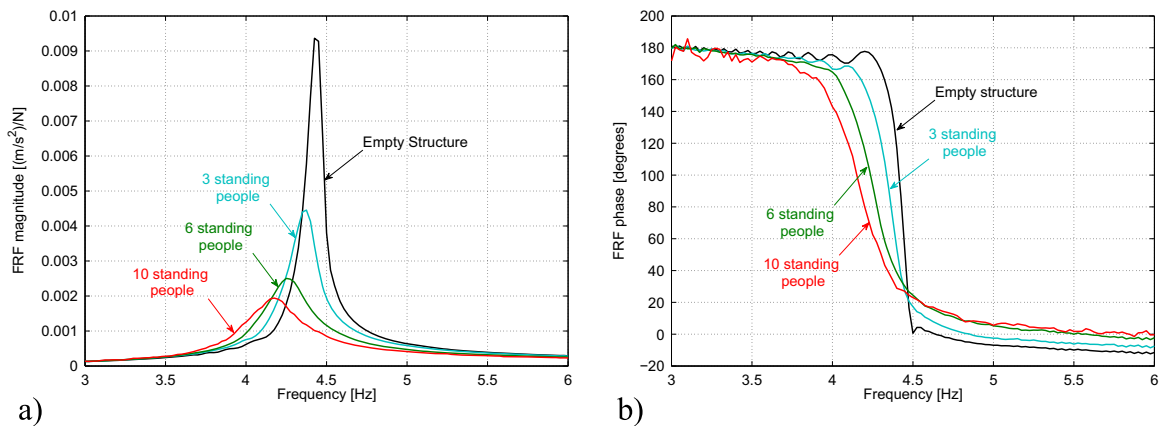 0.01
0.009
0.008
0.007
0.006
0.005
0.004
0.003
0.002
0.001
0
FRF magnitude [(m/s²)/N]
Empty Structure
3 standing
people
6 standing
people
10 standing
people
3
3.5
4
4.5
5
5.5
6
Frequency [Hz]
a)
200
180
160
140
120
100
80
60
40
20
0
−20
FRF phase [degrees]
Empty structure
3 standing
people
6 standing
people
10 standing
people
3
3.5
4
4.5
5
5.5
6
Frequency [Hz]
b)